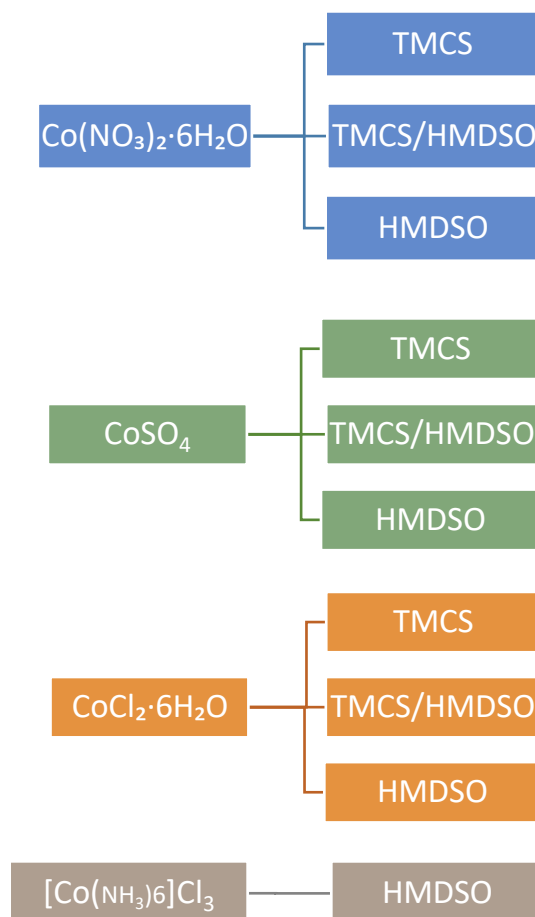 TMCS
Co(NO₃)₂·6H₂O
TMCS/HMDSO
HMDSO
TMCS
CoSO₄
TMCS/HMDSO
HMDSO
TMCS
CoCl₂·6H₂O
TMCS/HMDSO
HMDSO
[Co(NH₃)6]Cl₃
HMDSO